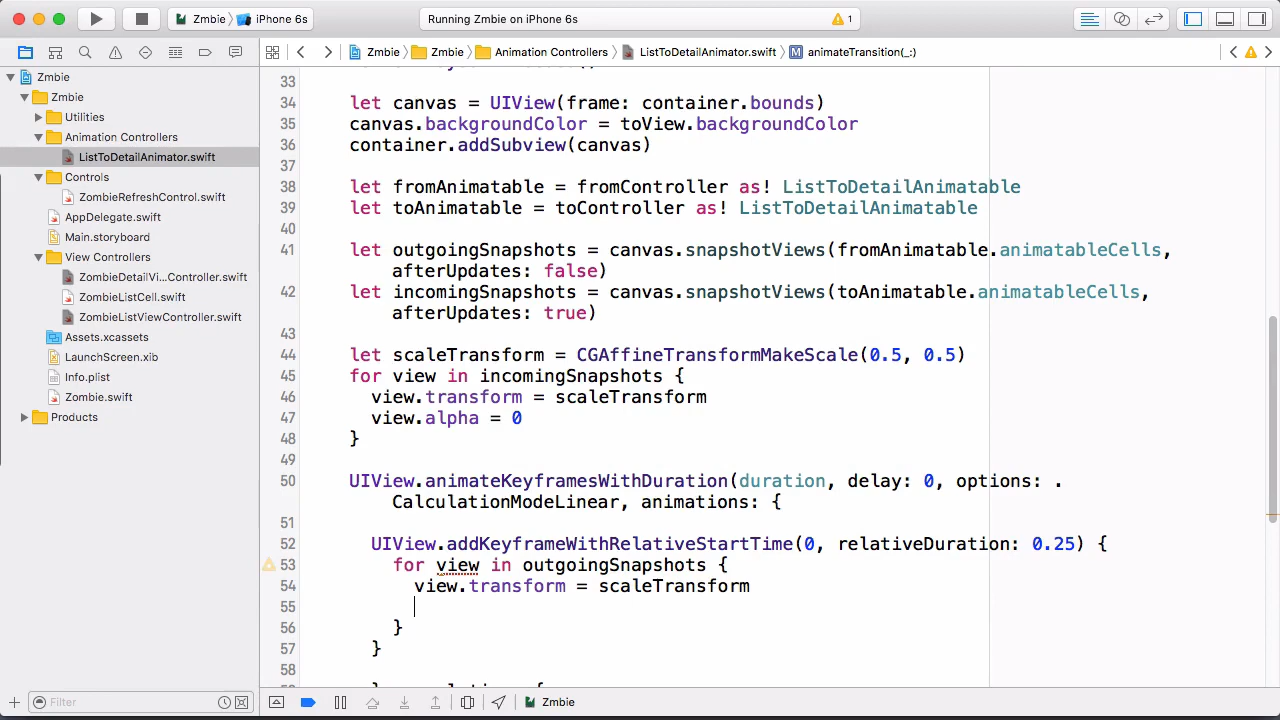 Zmbie
iPhone 6s
Running Zmbie on iPhone 6s
1
Zmbie
Zmbie
Animation Controllers
ListToDetailAnimator.swift
M
animateTransition(_:)
Zmbie
Zmbie
Utilities
Animation Controllers
ListToDetailAnimator.swift
Controls
ZombieRefreshControl.swift
AppDelegate.swift
Main.storyboard
View Controllers
ZombieDetailVi…Controller.swift
ZombieListCell.swift
ZombieListViewController.swift
Assets.xcassets
LaunchScreen.xib
Info.plist
Zombie.swift
Products
Filter
33
34 let canvas = UIView(frame: container.bounds)
35 canvas.backgroundColor = toView.backgroundColor
36 container.addSubview(canvas)
37
38 let fromAnimatable = fromController as! ListToDetailAnimatable
39 let toAnimatable = toController as! ListToDetailAnimatable
40
41 let outgoingSnapshots = canvas.snapshotViews(fromAnimatable.animatableCells,
afterUpdates: false)
42 let incomingSnapshots = canvas.snapshotViews(toAnimatable.animatableCells,
afterUpdates: true)
43
44 let scaleTransform = CGAffineTransformMakeScale(0.5, 0.5)
45 for view in incomingSnapshots {
46 view.transform = scaleTransform
47 view.alpha = 0
48 }
49
50 UIView.animateKeyframesWithDuration(duration, delay: 0, options: .
CalculationModeLinear, animations: {
51
52 UIView.addKeyframeWithRelativeStartTime(0, relativeDuration: 0.25) {
53 for view in outgoingSnapshots {
54 view.transform = scaleTransform
55
56 }
57 }
58
Zmbie